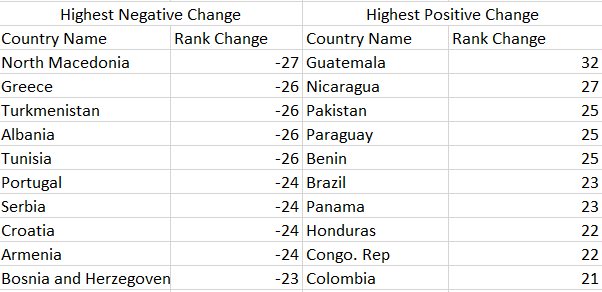 Highest Negative Change Highest Positive Change
Country Name Rank Change Country Name Rank Change
North Macedonia -27 Guatemala 32
Greece -26 Nicaragua 27
Turkmenistan -26 Pakistan 25
Albania -26 Paraguay 25
Tunisia -26 Benin 25
Portugal -24 Brazil 23
Serbia -24 Panama 23
Croatia -24 Honduras 22
Armenia -24 Congo. Rep 22
Bosnia and Herzegoven -23 Colombia 21